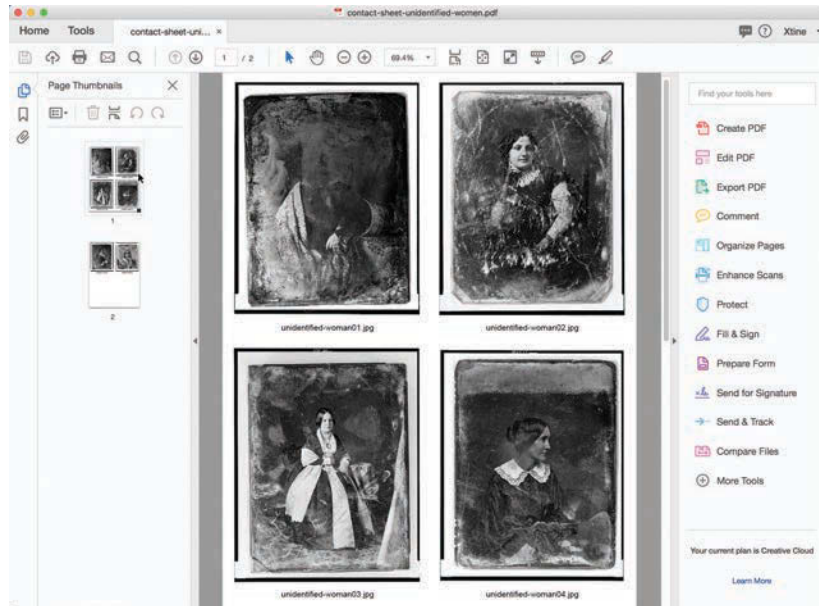 contact-sheet-unidentified-women.pdf
Home Tools contact-sheet-uni... × Xtine
1 / 2 69.4%
Page Thumbnails
1
2
unidentified-woman01.jpg
unidentified-woman02.jpg
unidentified-woman03.jpg
unidentified-woman04.jpg
Find your tools here
Create PDF
Edit PDF
Export PDF
Comment
Organize Pages
Enhance Scans
Protect
Fill & Sign
Prepare Form
Send for Signature
Send & Track
Compare Files
More Tools
Your current plan is Creative Cloud
Learn More